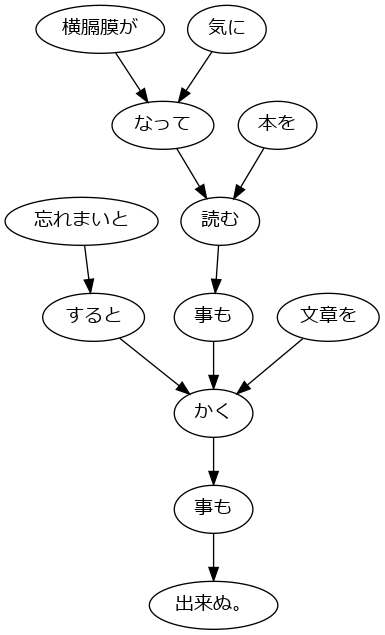 横膈膜が 気に
なって 本を
忘れまいと 読む
すると 事も 文章を
かく
事も
出来ぬ。